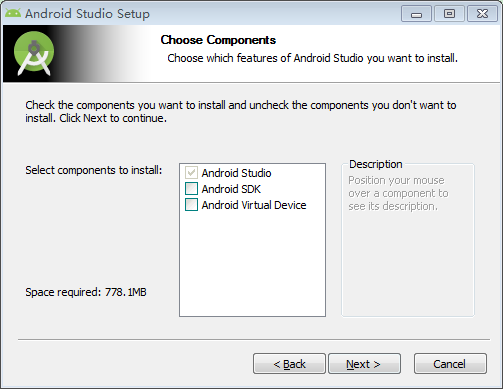 Android Studio Setup
Choose Components
Choose which features of Android Studio you want to install.
Check the components you want to install and uncheck the components you don't want to
install. Click Next to continue.
Select components to install:
Android Studio
Android SDK
Android Virtual Device
Description
Position your mouse
over a component to
see its description.
Space required: 778.1MB
< Back
Next >
Cancel